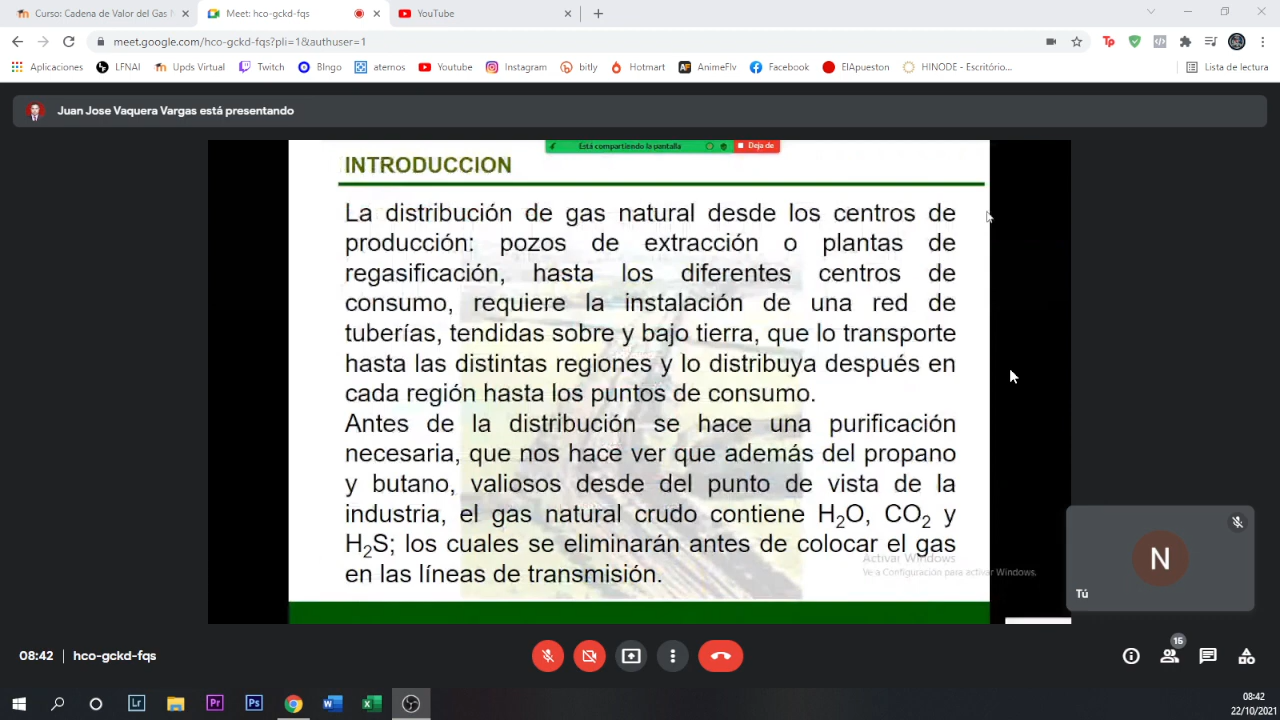 Curso: Cadena de Valor del Gas
Meet: hco-gckd-fqs
YouTube
meet.google.com/hco-gckd-fqs?pli=1&authuser=1
Aplicaciones LFNAI Upds Virtual Twitch BIngo aternos Youtube Instagram bitly Hotmart AnimeFlv Facebook ElApueston HINODE - Escritório... Lista de lectura
Juan Jose Vaquera Vargas está presentando
Está compartiendo la pantalla Deja de
INTRODUCCION
La distribución de gas natural desde los centros de
producción: pozos de extracción o plantas de
regasificación, hasta los diferentes centros de
consumo, requiere la instalación de una red de
tuberías, tendidas sobre y bajo tierra, que lo transporte
hasta las distintas regiones y lo distribuya después en
cada región hasta los puntos de consumo.
Antes de la distribución se hace una purificación
necesaria, que nos hace ver que además del propano
y butano, valiosos desde del punto de vista de la
industria, el gas natural crudo contiene H2O, CO2 y
H2S; los cuales se eliminarán antes de colocar el gas
en las líneas de transmisión.
Activar Windows
Ve a Configuración para activar Windows.
N
Tú
08:42 | hco-gckd-fqs
16
08:42
22/10/2021